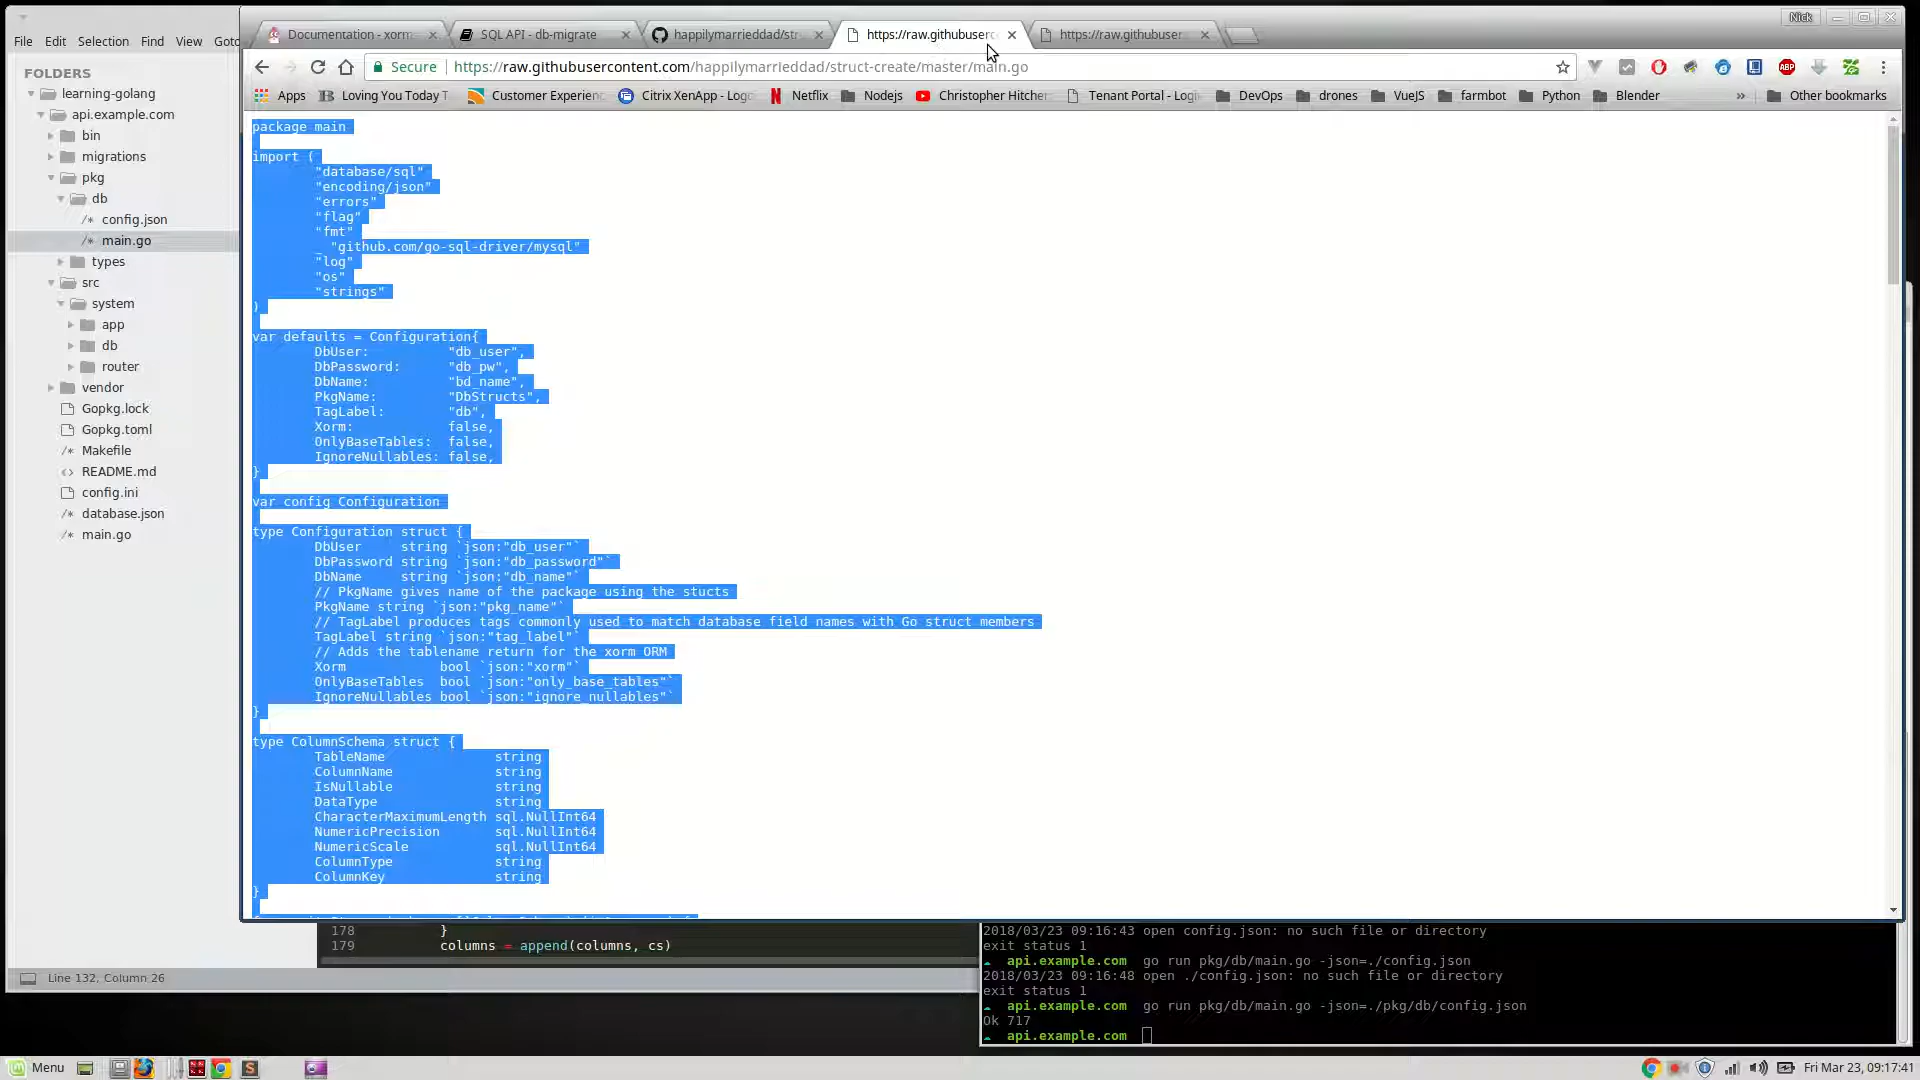 Nick
File Edit Selection Find View Goto
Documentation - xorm
SQL API - db-migrate
happilymarrieddad/str
https://raw.githubuserc
https://raw.githubuser
Secure https://raw.githubusercontent.com/happilymarrieddad/struct-create/master/main.go
Apps Loving You Today T Customer Experienc Citrix XenApp - Logo Netflix Nodejs Christopher Hitchen Tenant Portal - Logi DevOps drones VueJS farmbot Python Blender » Other bookmarks
FOLDERS
learning-golang
api.example.com
bin
migrations
pkg
db
config.json
main.go
types
src
system
app
db
router
vendor
Gopkg.lock
Gopkg.toml
Makefile
README.md
config.ini
database.json
main.go
package main
import (
"database/sql"
"encoding/json"
"errors"
"flag"
"fmt"
_ "github.com/go-sql-driver/mysql"
"log"
"os"
"strings"
)
var defaults = Configuration{
DbUser: "db_user",
DbPassword: "db_pw",
DbName: "bd_name",
PkgName: "DbStructs",
TagLabel: "db",
Xorm: false,
OnlyBaseTables: false,
IgnoreNullables: false,
}
var config Configuration
type Configuration struct {
DbUser string `json:"db_user"`
DbPassword string `json:"db_password"`
DbName string `json:"db_name"`
// PkgName gives name of the package using the stucts
PkgName string `json:"pkg_name"`
// TagLabel produces tags commonly used to match database field names with Go struct members
TagLabel string `json:"tag_label"`
// Adds the tablename return for the xorm ORM
Xorm bool `json:"xorm"`
OnlyBaseTables bool `json:"only_base_tables"`
IgnoreNullables bool `json:"ignore_nullables"`
}
type ColumnSchema struct {
TableName string
ColumnName string
IsNullable string
DataType string
CharacterMaximumLength sql.NullInt64
NumericPrecision sql.NullInt64
NumericScale sql.NullInt64
ColumnType string
ColumnKey string
}
178 }
179 columns = append(columns, cs)
Line 132, Column 26
2018/03/23 09:16:43 open config.json: no such file or directory
exit status 1
api.example.com go run pkg/db/main.go -json=./config.json
2018/03/23 09:16:48 open ./config.json: no such file or directory
exit status 1
api.example.com go run pkg/db/main.go -json=./pkg/db/config.json
Ok 717
api.example.com
Menu
Fri Mar 23, 09:17:41